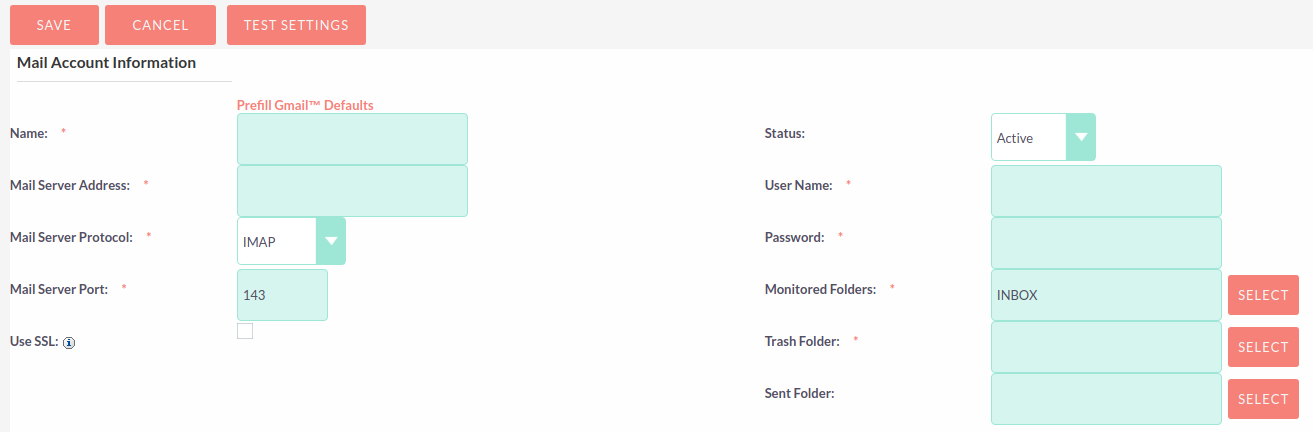 SAVE CANCEL TEST SETTINGS
Mail Account Information
Prefill Gmail™ Defaults
Name: * Status: Active
Mail Server Address: * User Name: *
Mail Server Protocol: * IMAP Password: *
Mail Server Port: * 143 Monitored Folders: * INBOX SELECT
Use SSL: i Trash Folder: * SELECT
Sent Folder: SELECT